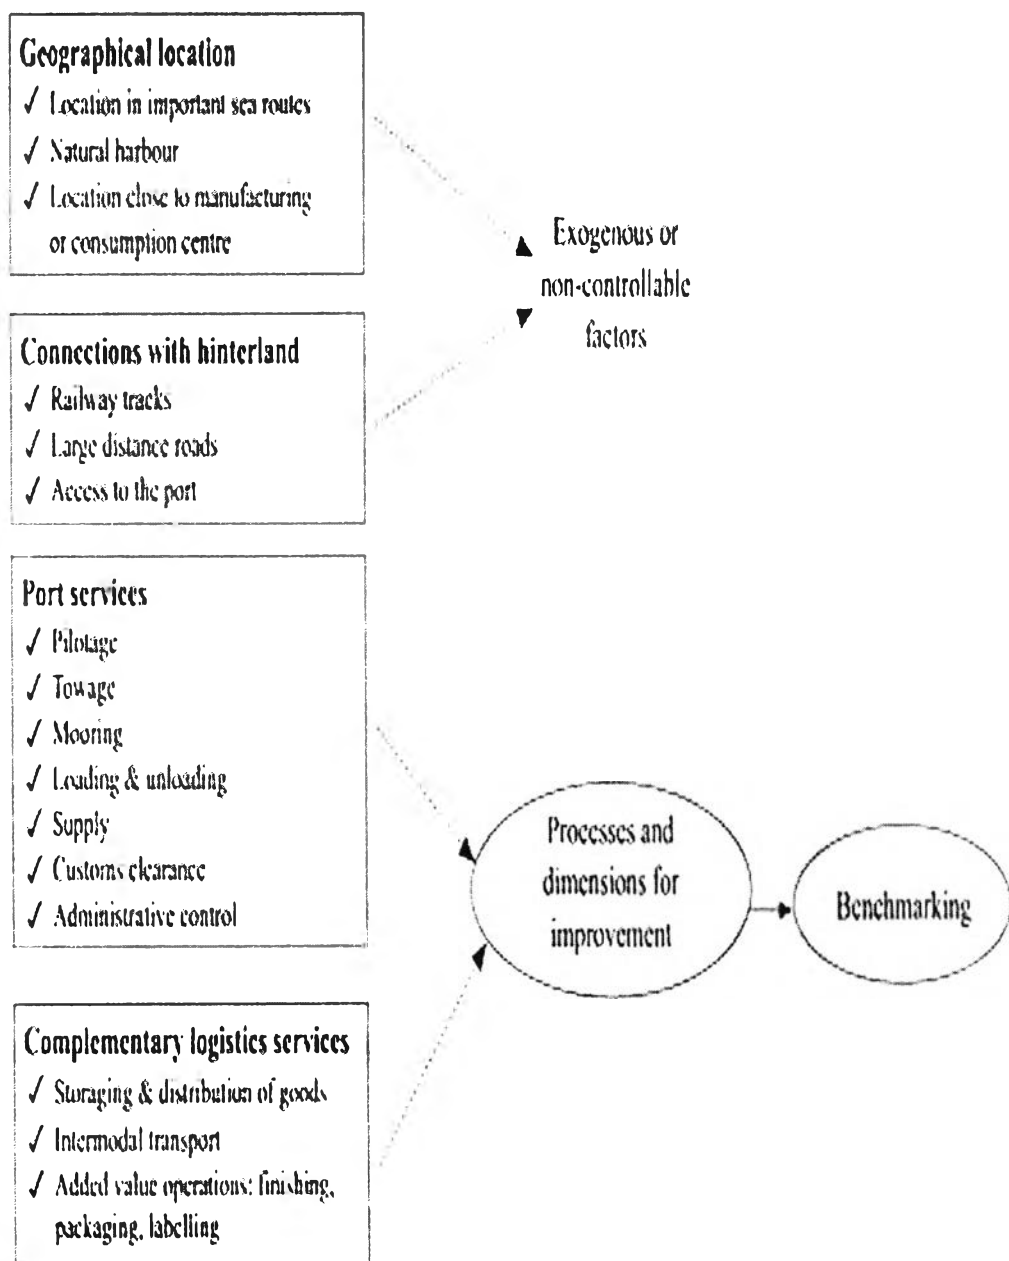 Geographical location
✓ Location in important sea routes
✓ Natural harbour
✓ Location close to manufacturing
or consumption centre
Exogenous or
non-controllable
factors
Connections with hinterland
✓ Railway tracks
✓ Large distance roads
✓ Access to the port
Port services
✓ Pilotage
✓ Towage
✓ Mooring
✓ Loading & unloading
✓ Supply
✓ Customs clearance
✓ Administrative control
Processes and
dimensions for
improvement
Benchmarking
Complementary logistics services
✓ Storaging & distribution of goods
✓ Intermodal transport
✓ Added value operations: finishing,
packaging, labelling